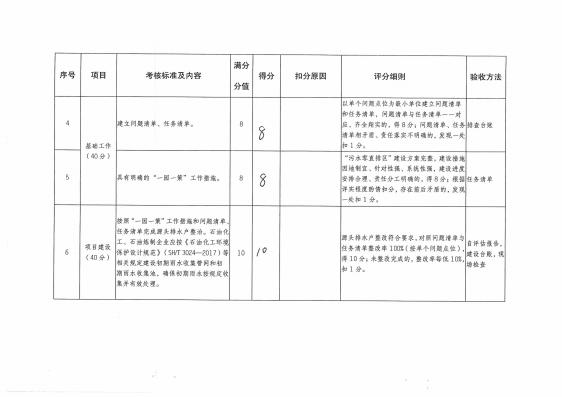 序号 项目 考核标准及内容 满分分值 得分 扣分原因 评分细则 验收方法
4
基础工作
（40分）
建立问题清单、任务清单。
8
8
以单个问题点位为最小单位建立问题清单
和任务清单，问题清单与任务清单一一对
应、齐全翔实的，得8分；问题清单、任务
清单相矛盾、责任落实不明确的，发现一处
扣1分。
排查台账
5
具有明确的“一园一策”工作措施。
8
8
“污水零直排区”建设方案完整，建设措施
因地制宜、针对性强、系统性强，建设进度
安排合理、责任分工明确的，得8分；根据
评实程度酌情扣分，存在前后矛盾的，发现
一处扣1分。
任务清单
6
项目建设
（40分）
按照“一园一策”工作措施和问题清单、
任务清单完成源头排水户整治。石油化
工、石油炼制企业应按《石油化工环境
保护设计规范》（SH/T 3024—2017）等
相关规定建设初期雨水收集管网和初
期雨水收集池，确保初期雨水按规定收
集并有效处理。
10
10
源头排水户整改符合要求，对照问题清单与
任务清单整改率100%（按单个问题点位），
得10分；未整改完成的，整改率每低10%，
扣1分。
自评估报告，
建设台账，现
场检查